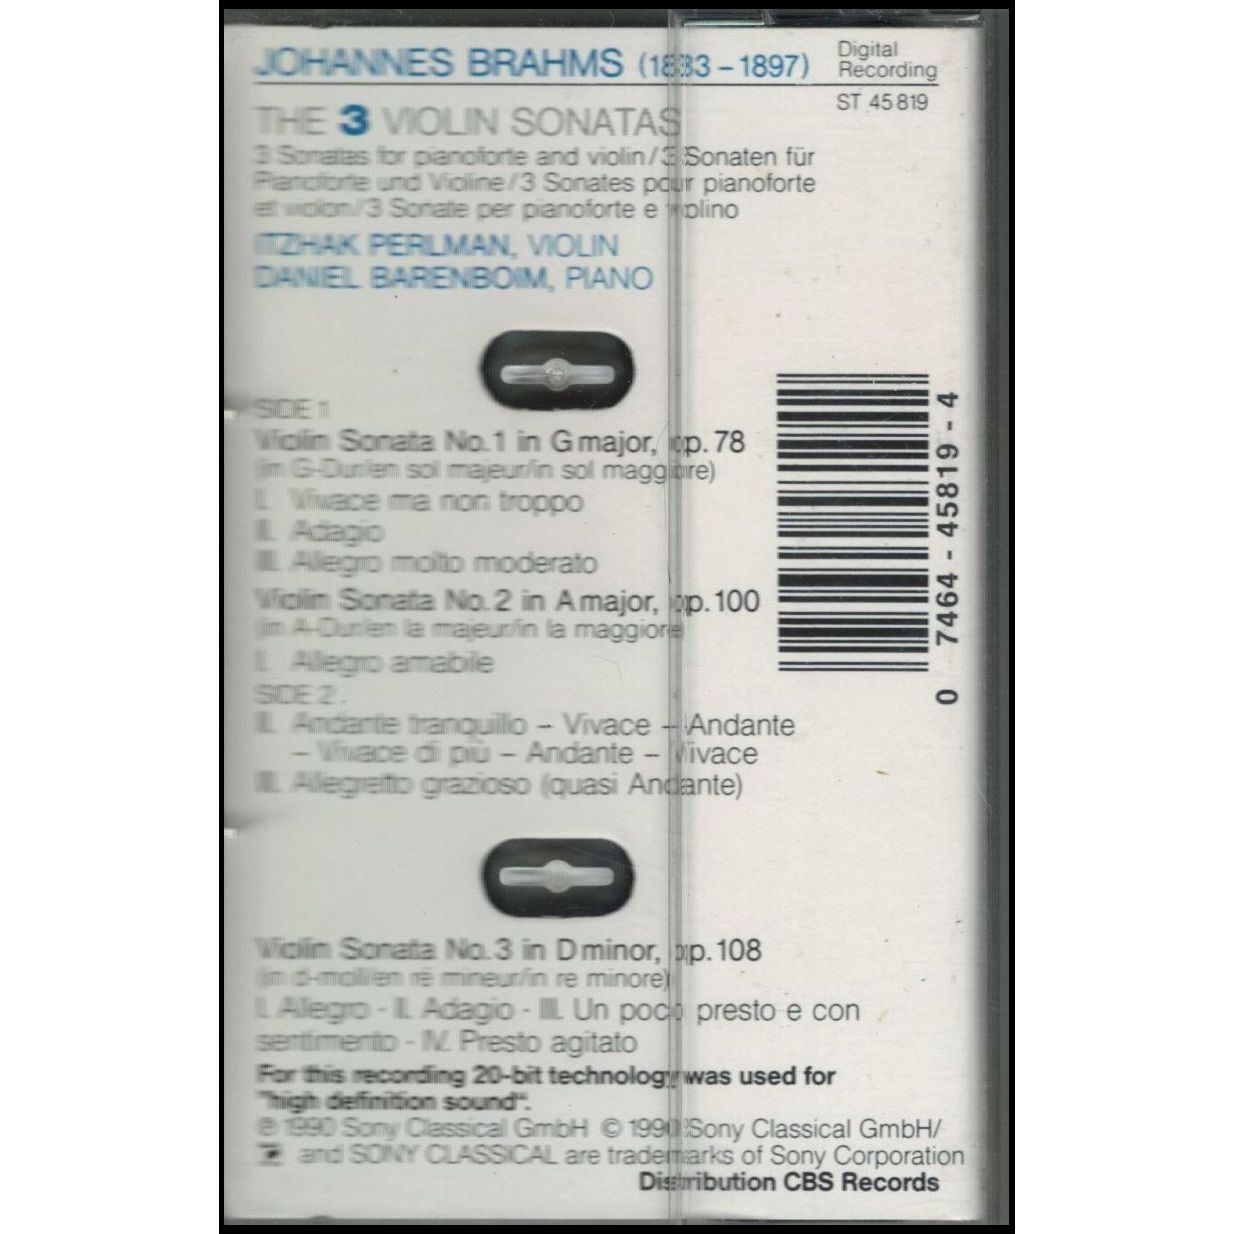 JOHANNES BRAHMS (1833 – 1897)
Digital
Recording
ST 45819
THE 3 VIOLIN SONATAS
3 Sonatas for pianoforte and violin/3 Sonaten für
Pianoforte und Violine/3 Sonates pour pianoforte
et violon/3 Sonate per pianoforte e violino
ITZHAK PERLMAN, VIOLIN
DANIEL BARENBOIM, PIANO
SIDE 1
Violin Sonata No.1 in G major, op.78
(in G-Dur/en sol majeur/in sol maggiore)
I. Vivace ma non troppo
II. Adagio
III. Allegro molto moderato
Violin Sonata No.2 in A major, op.100
(in A-Dur/en la majeur/in la maggiore)
I. Allegro amabile
SIDE 2
II. Andante tranquillo – Vivace – Andante
– Vivace di più – Andante – Vivace
III. Allegretto grazioso (quasi Andante)
0 7464-45819-4
Violin Sonata No.3 in D minor, op.108
(in d-moll/en ré mineur/in re minore)
I. Allegro - II. Adagio - III. Un poco presto e con
sentimento - IV. Presto agitato
For this recording 20-bit technology was used for
"high definition sound".
℗ 1990 Sony Classical GmbH © 1990 Sony Classical GmbH/
and SONY CLASSICAL are trademarks of Sony Corporation
Distribution CBS Records